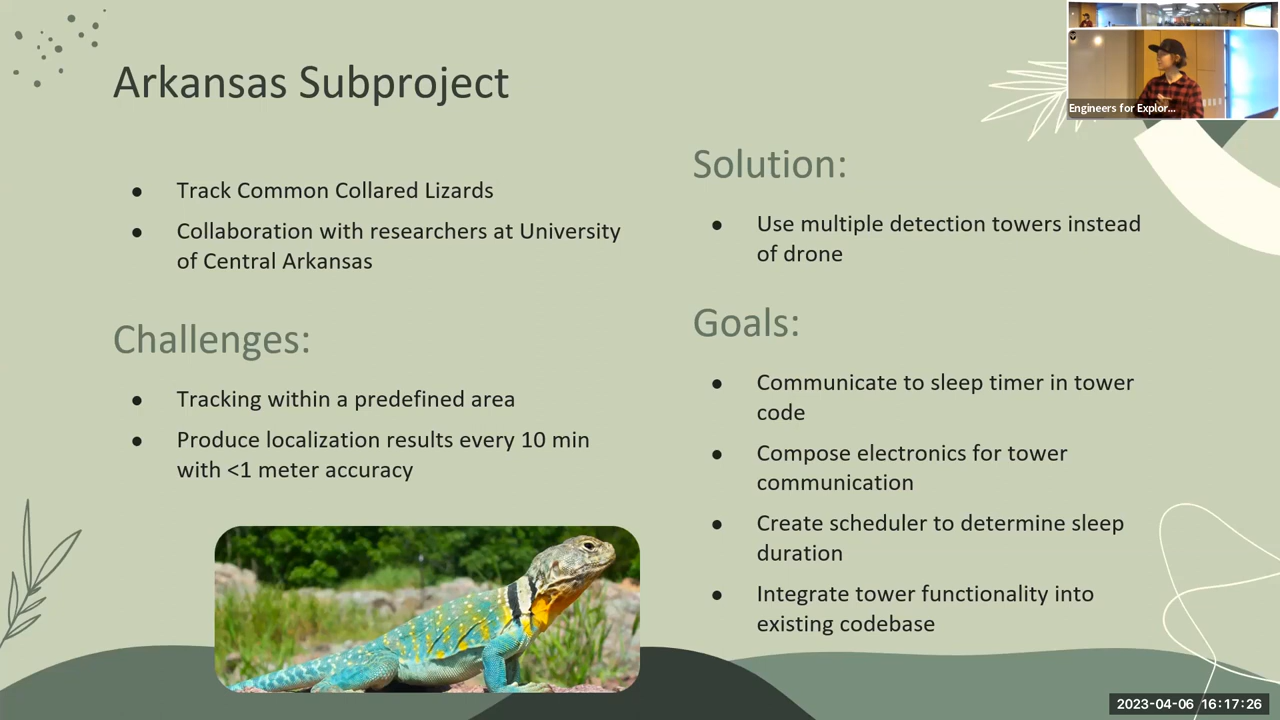 Arkansas Subproject
● Track Common Collared Lizards
● Collaboration with researchers at University
of Central Arkansas
Challenges:
● Tracking within a predefined area
● Produce localization results every 10 min
with <1 meter accuracy
Solution:
● Use multiple detection towers instead
of drone
Goals:
● Communicate to sleep timer in tower
code
● Compose electronics for tower
communication
● Create scheduler to determine sleep
duration
● Integrate tower functionality into
existing codebase
Engineers for Explor...
2023-04-06 16:17:26